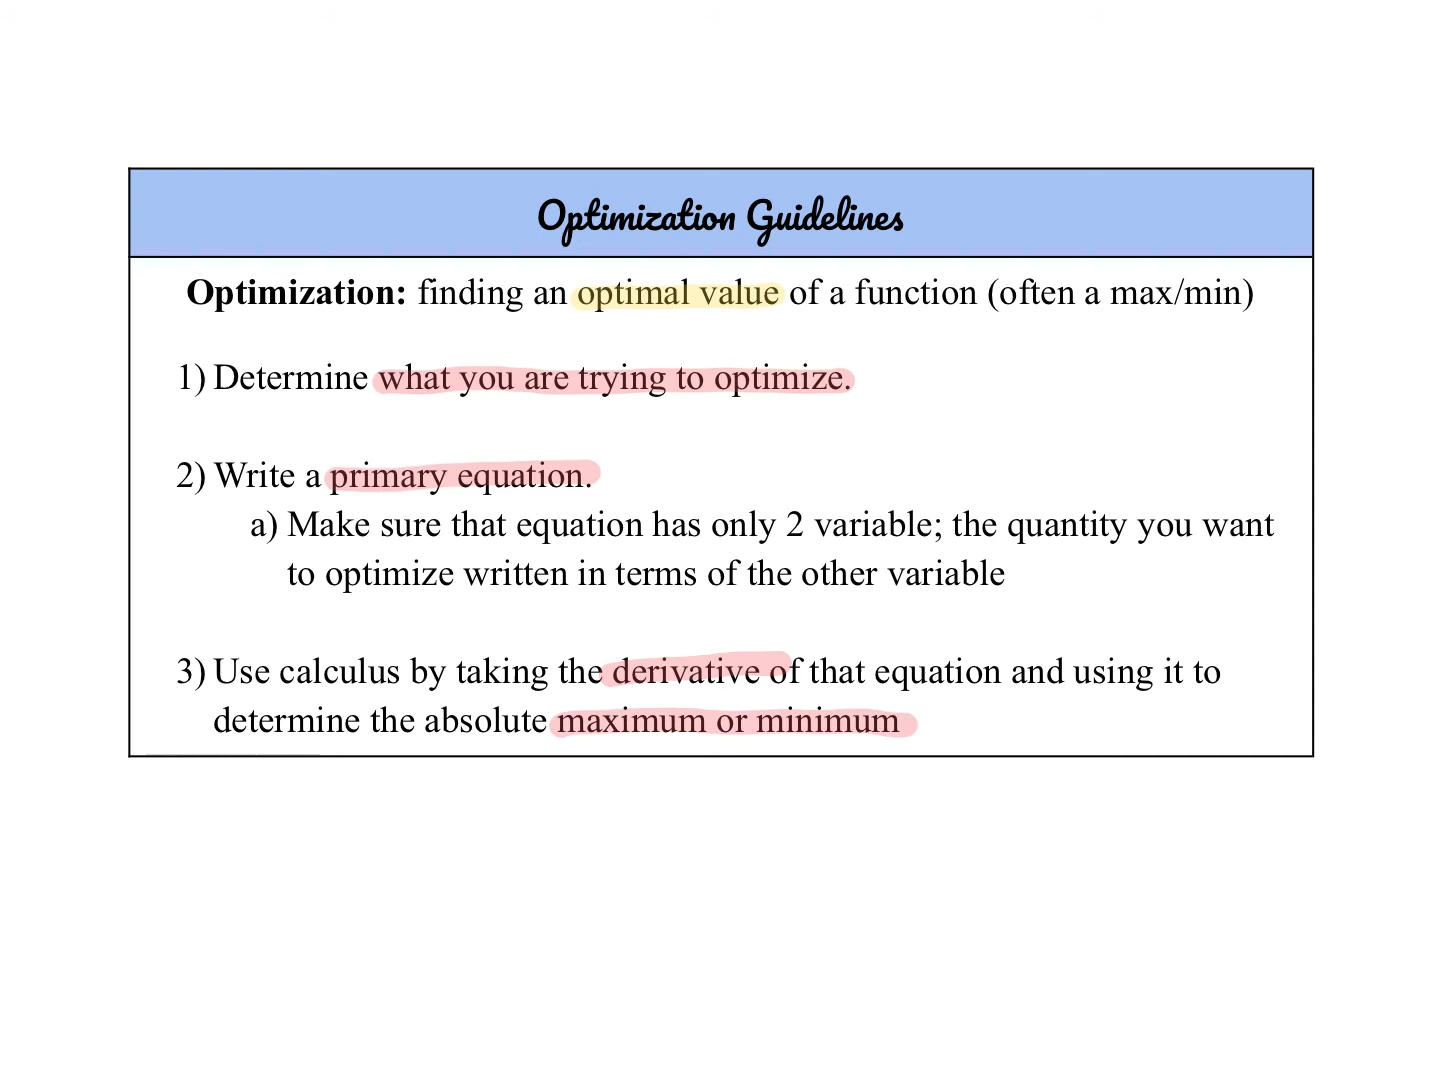 Optimization Guidelines
Optimization: finding an optimal value of a function (often a max/min)
1) Determine what you are trying to optimize.
2) Write a primary equation.
a) Make sure that equation has only 2 variable; the quantity you want
to optimize written in terms of the other variable
3) Use calculus by taking the derivative of that equation and using it to
determine the absolute maximum or minimum